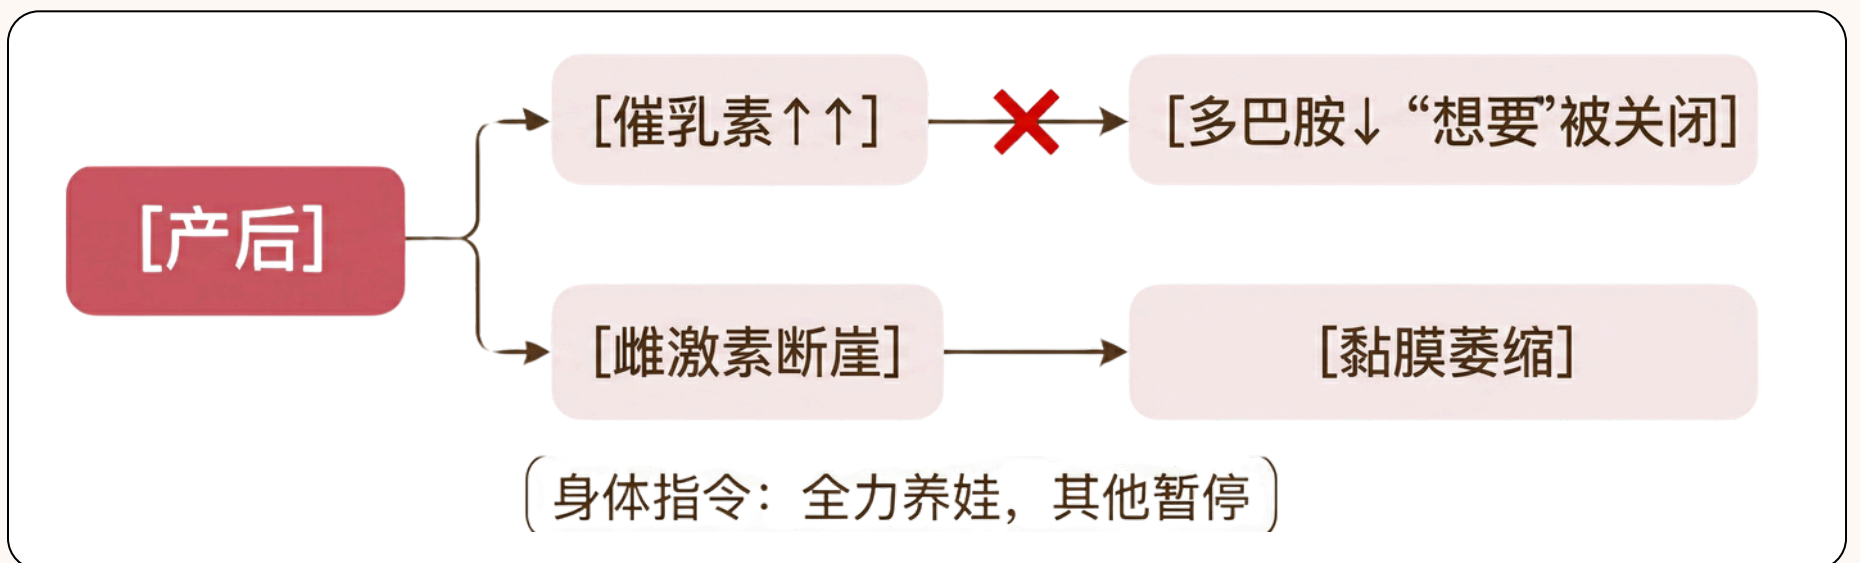 [产后]
[催乳素↑↑]
[多巴胺↓ “想要”被关闭]
[雌激素断崖]
[黏膜萎缩]
身体指令：全力养娃，其他暂停